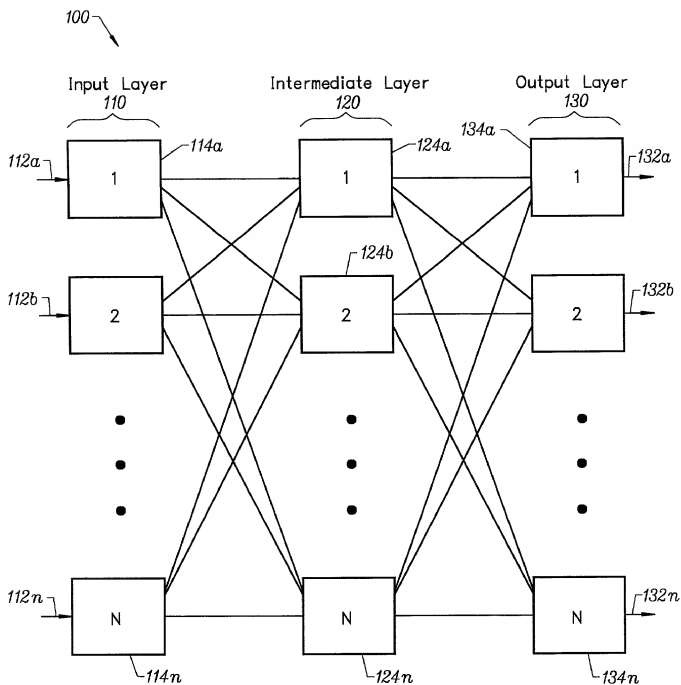 100
Input Layer Intermediate Layer Output Layer
110 120 130
114a 124a 134a
112a 1 1 1 132a
124b
112b 2 2 2 132b
112n N N N 132n
114n 124n 134n